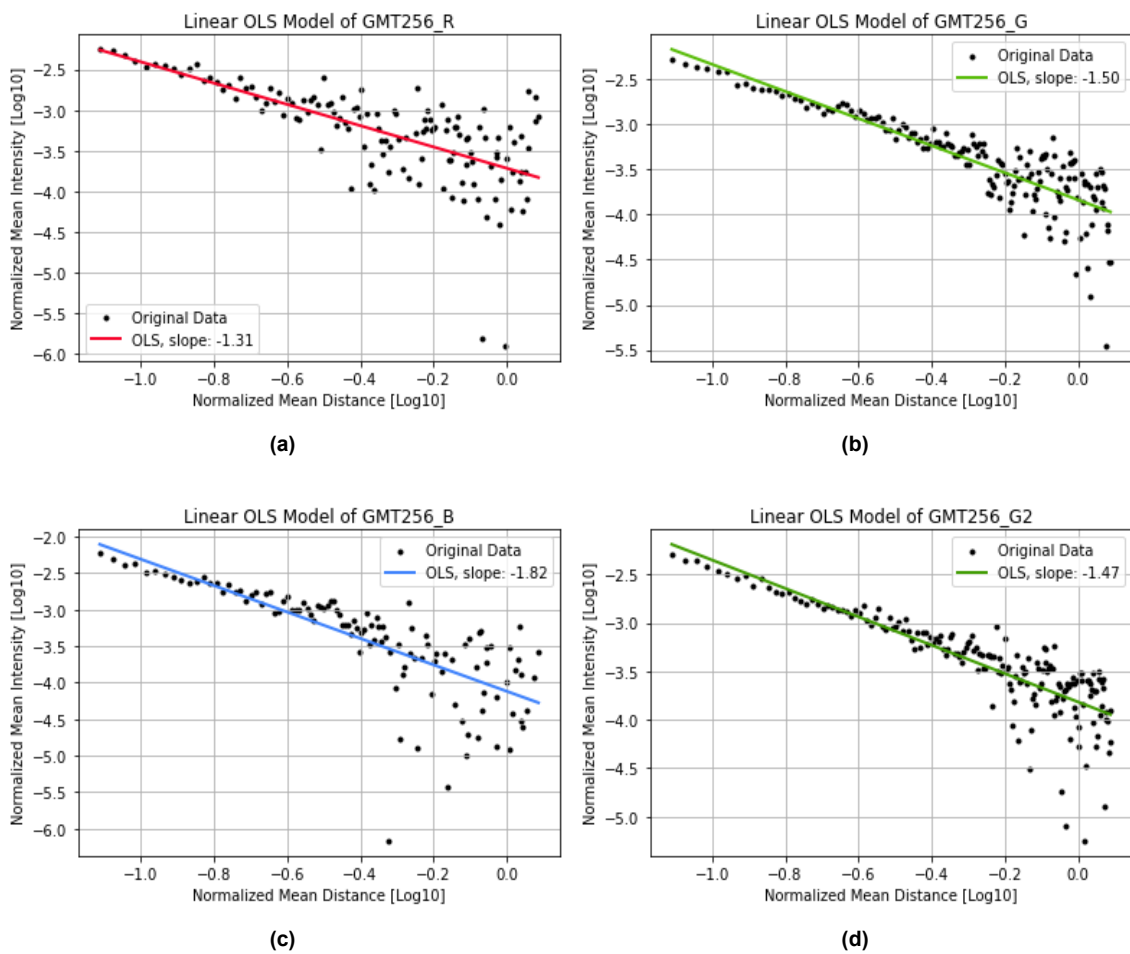 Linear OLS Model of GMT256_R
Normalized Mean Intensity [Log10]
−2.5
−3.0
−3.5
−4.0
−4.5
−5.0
−5.5
−6.0
Original Data
OLS, slope: -1.31
−1.0 −0.8 −0.6 −0.4 −0.2 0.0
Normalized Mean Distance [Log10]
(a)
Linear OLS Model of GMT256_G
Normalized Mean Intensity [Log10]
−2.5
−3.0
−3.5
−4.0
−4.5
−5.0
−5.5
Original Data
OLS, slope: -1.50
−1.0 −0.8 −0.6 −0.4 −0.2 0.0
Normalized Mean Distance [Log10]
(b)
Linear OLS Model of GMT256_B
Normalized Mean Intensity [Log10]
−2.0
−2.5
−3.0
−3.5
−4.0
−4.5
−5.0
−5.5
−6.0
Original Data
OLS, slope: -1.82
−1.0 −0.8 −0.6 −0.4 −0.2 0.0
Normalized Mean Distance [Log10]
(c)
Linear OLS Model of GMT256_G2
Normalized Mean Intensity [Log10]
−2.5
−3.0
−3.5
−4.0
−4.5
−5.0
Original Data
OLS, slope: -1.47
−1.0 −0.8 −0.6 −0.4 −0.2 0.0
Normalized Mean Distance [Log10]
(d)